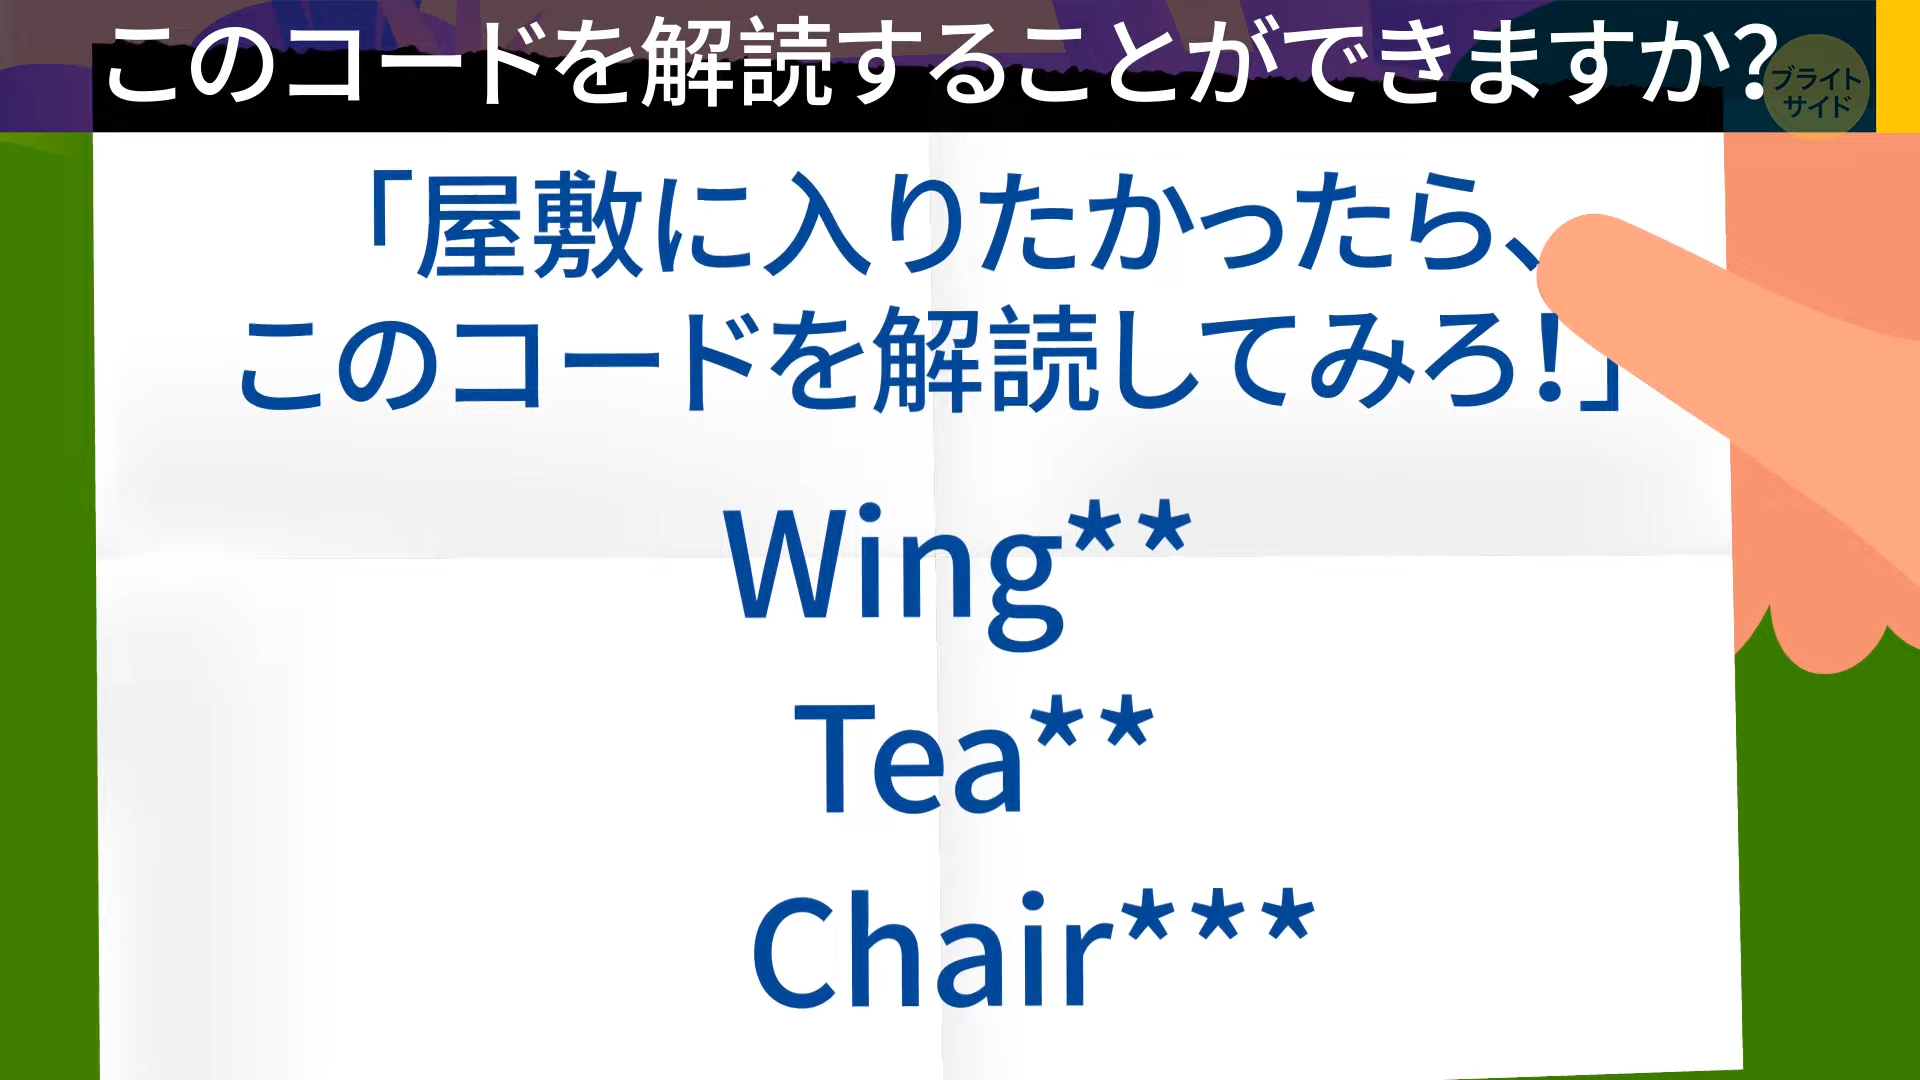 このコードを解読することができますか?
ブライト
サイド
「屋敷に入りたかったら、
このコードを解読してみろ!」
Wing**
Tea**
Chair***